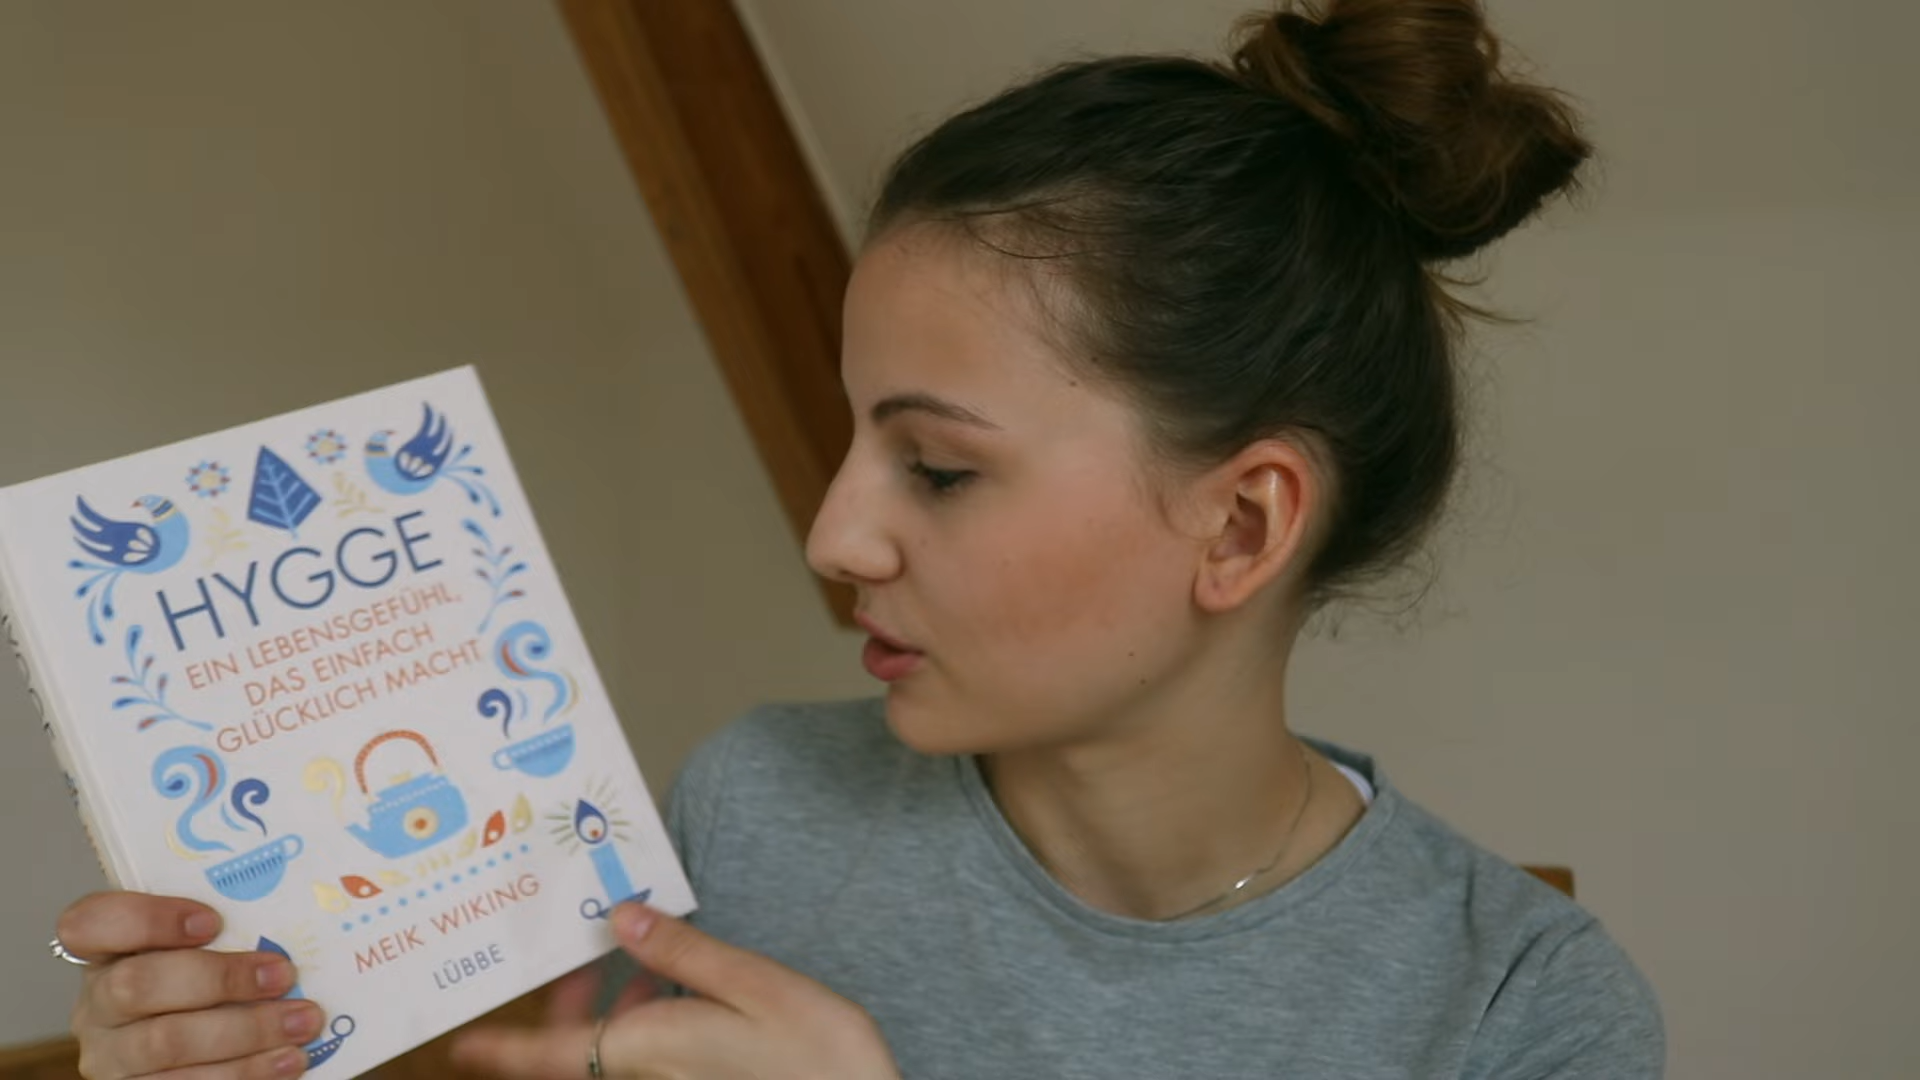 HYGGE
EIN LEBENSGEFÜHL,
DAS EINFACH
GLÜCKLICH MACHT
MEIK WIKING
LÜBBE